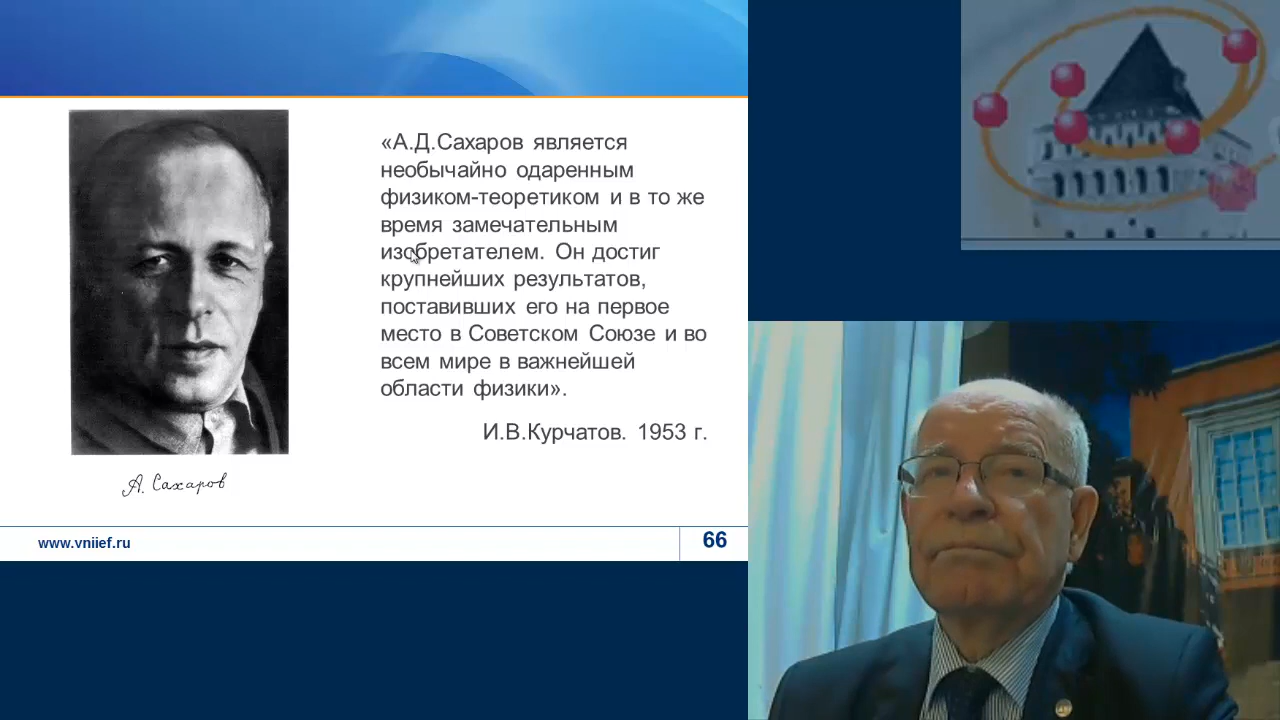 «А.Д.Сахаров является
необычайно одаренным
физиком-теоретиком и в то же
время замечательным
изобретателем. Он достиг
крупнейших результатов,
поставивших его на первое
место в Советском Союзе и во
всем мире в важнейшей
области физики».
И.В.Курчатов. 1953 г.
А. Сахаров
www.vniief.ru
66